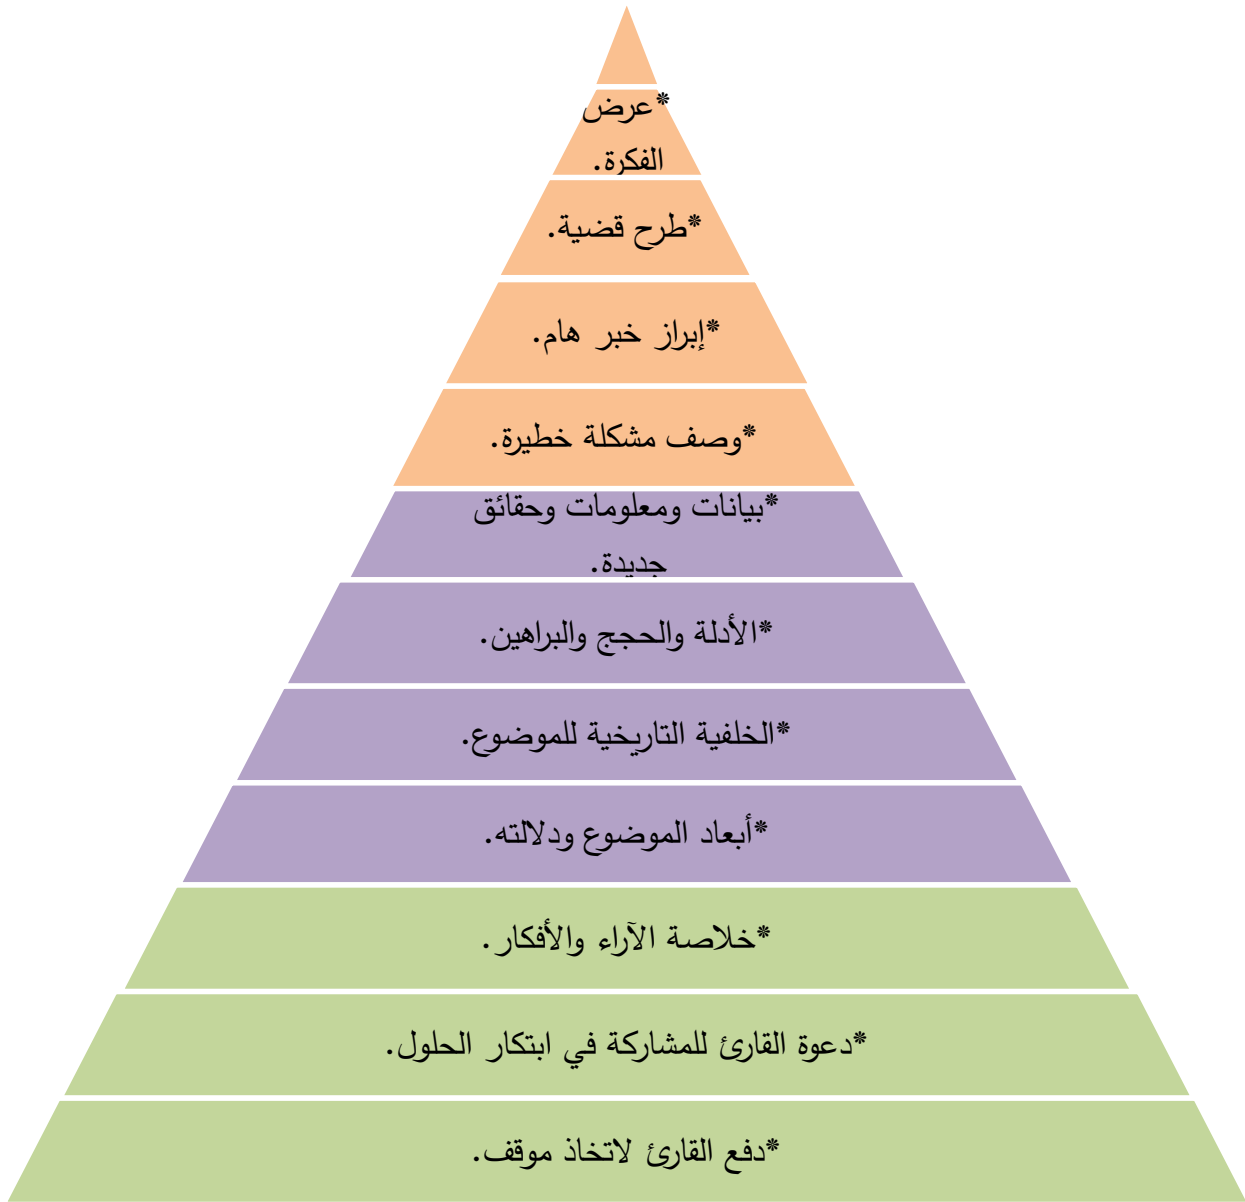 *عرض
الفكرة.
*طرح قضية.
*إبراز خبر هام.
*وصف مشكلة خطيرة.
*بيانات ومعلومات وحقائق
جديدة.
*الأدلة والحجج والبراهين.
*الخلفية التاريخية للموضوع.
*أبعاد الموضوع ودلالته.
*خلاصة الآراء والأفكار.
*دعوة القارئ للمشاركة في ابتكار الحلول.
*دفع القارئ لاتخاذ موقف.